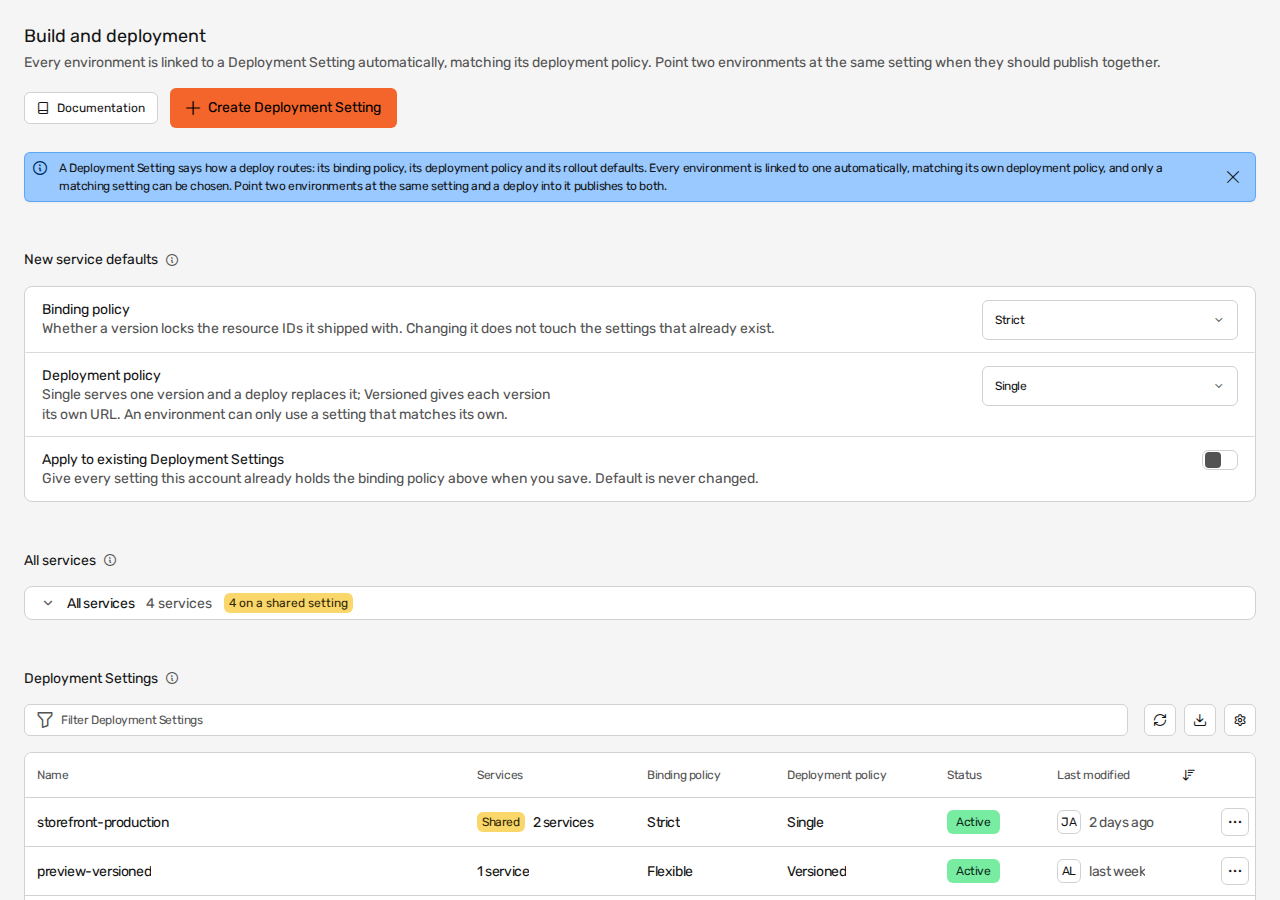 Build and deployment
Every environment is linked to a Deployment Setting automatically, matching its deployment policy. Point two environments at the same setting when they should publish together.
Documentation
Create Deployment Setting
A Deployment Setting says how a deploy routes: its binding policy, its deployment policy and its rollout defaults. Every environment is linked to one automatically, matching its own deployment policy, and only a
matching setting can be chosen. Point two environments at the same setting and a deploy into it publishes to both.
New service defaults
Binding policy
Whether a version locks the resource IDs it shipped with. Changing it does not touch the settings that already exist.
Strict
Deployment policy
Single serves one version and a deploy replaces it; Versioned gives each version
its own URL. An environment can only use a setting that matches its own.
Single
Apply to existing Deployment Settings
Give every setting this account already holds the binding policy above when you save. Default is never changed.
All services
All services 4 services 4 on a shared setting
Deployment Settings
Filter Deployment Settings
Name Services Binding policy Deployment policy Status Last modified
storefront-production Shared 2 services Strict Single Active JA 2 days ago
preview-versioned 1 service Flexible Versioned Active AL last week